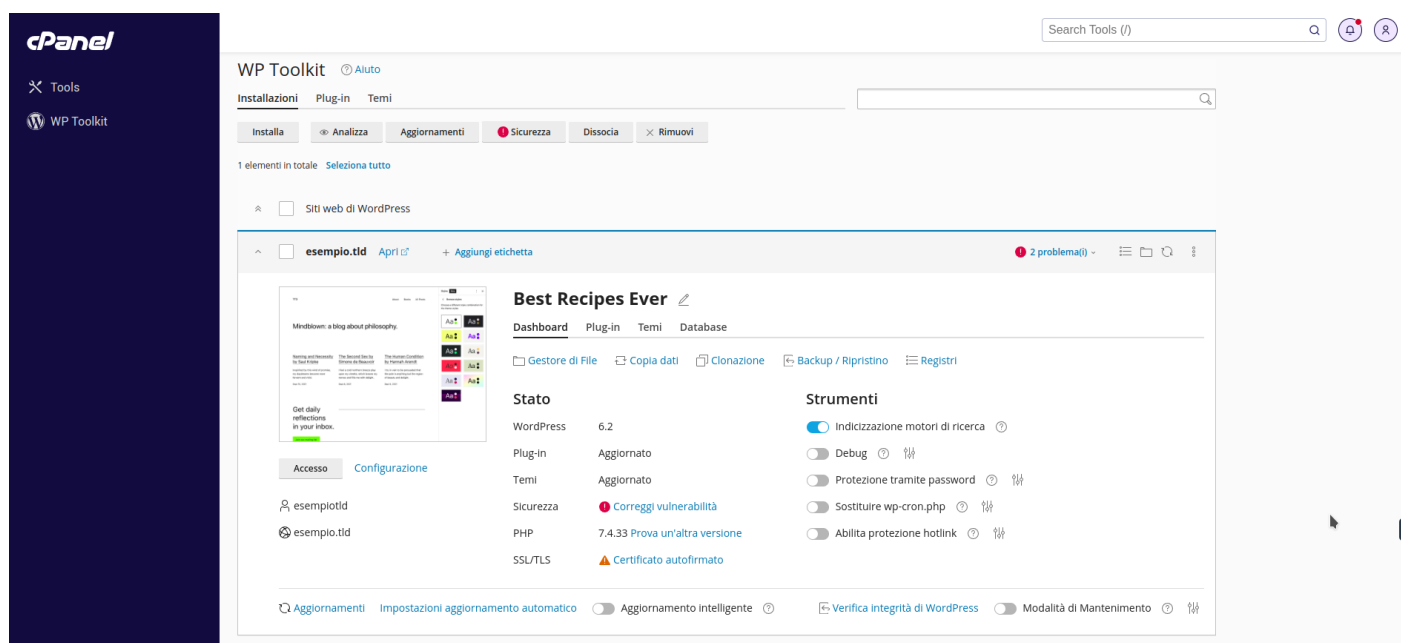 cPanel
Search Tools (/)
Tools
WP Toolkit
WP Toolkit Aiuto
Installazioni Plug-in Temi
Installa Analizza Aggiornamenti Sicurezza Dissocia Rimuovi
1 elementi in totale Seleziona tutto
Siti web di WordPress
esempio.tld Apri + Aggiungi etichetta 2 problema(i)
Mindblown: a blog about philosophy.
Get daily
reflections
in your inbox.
Best Recipes Ever
Dashboard Plug-in Temi Database
Gestore di File Copia dati Clonazione Backup / Ripristino Registri
Stato
WordPress 6.2
Plug-in Aggiornato
Temi Aggiornato
Sicurezza Correggi vulnerabilità
PHP 7.4.33 Prova un'altra versione
SSL/TLS Certificato autofirmato
Strumenti
Indicizzazione motori di ricerca
Debug
Protezione tramite password
Sostituire wp-cron.php
Abilita protezione hotlink
Accesso Configurazione
esempiotld
esempio.tld
Aggiornamenti Impostazioni aggiornamento automatico Aggiornamento intelligente Verifica integrità di WordPress Modalità di Mantenimento